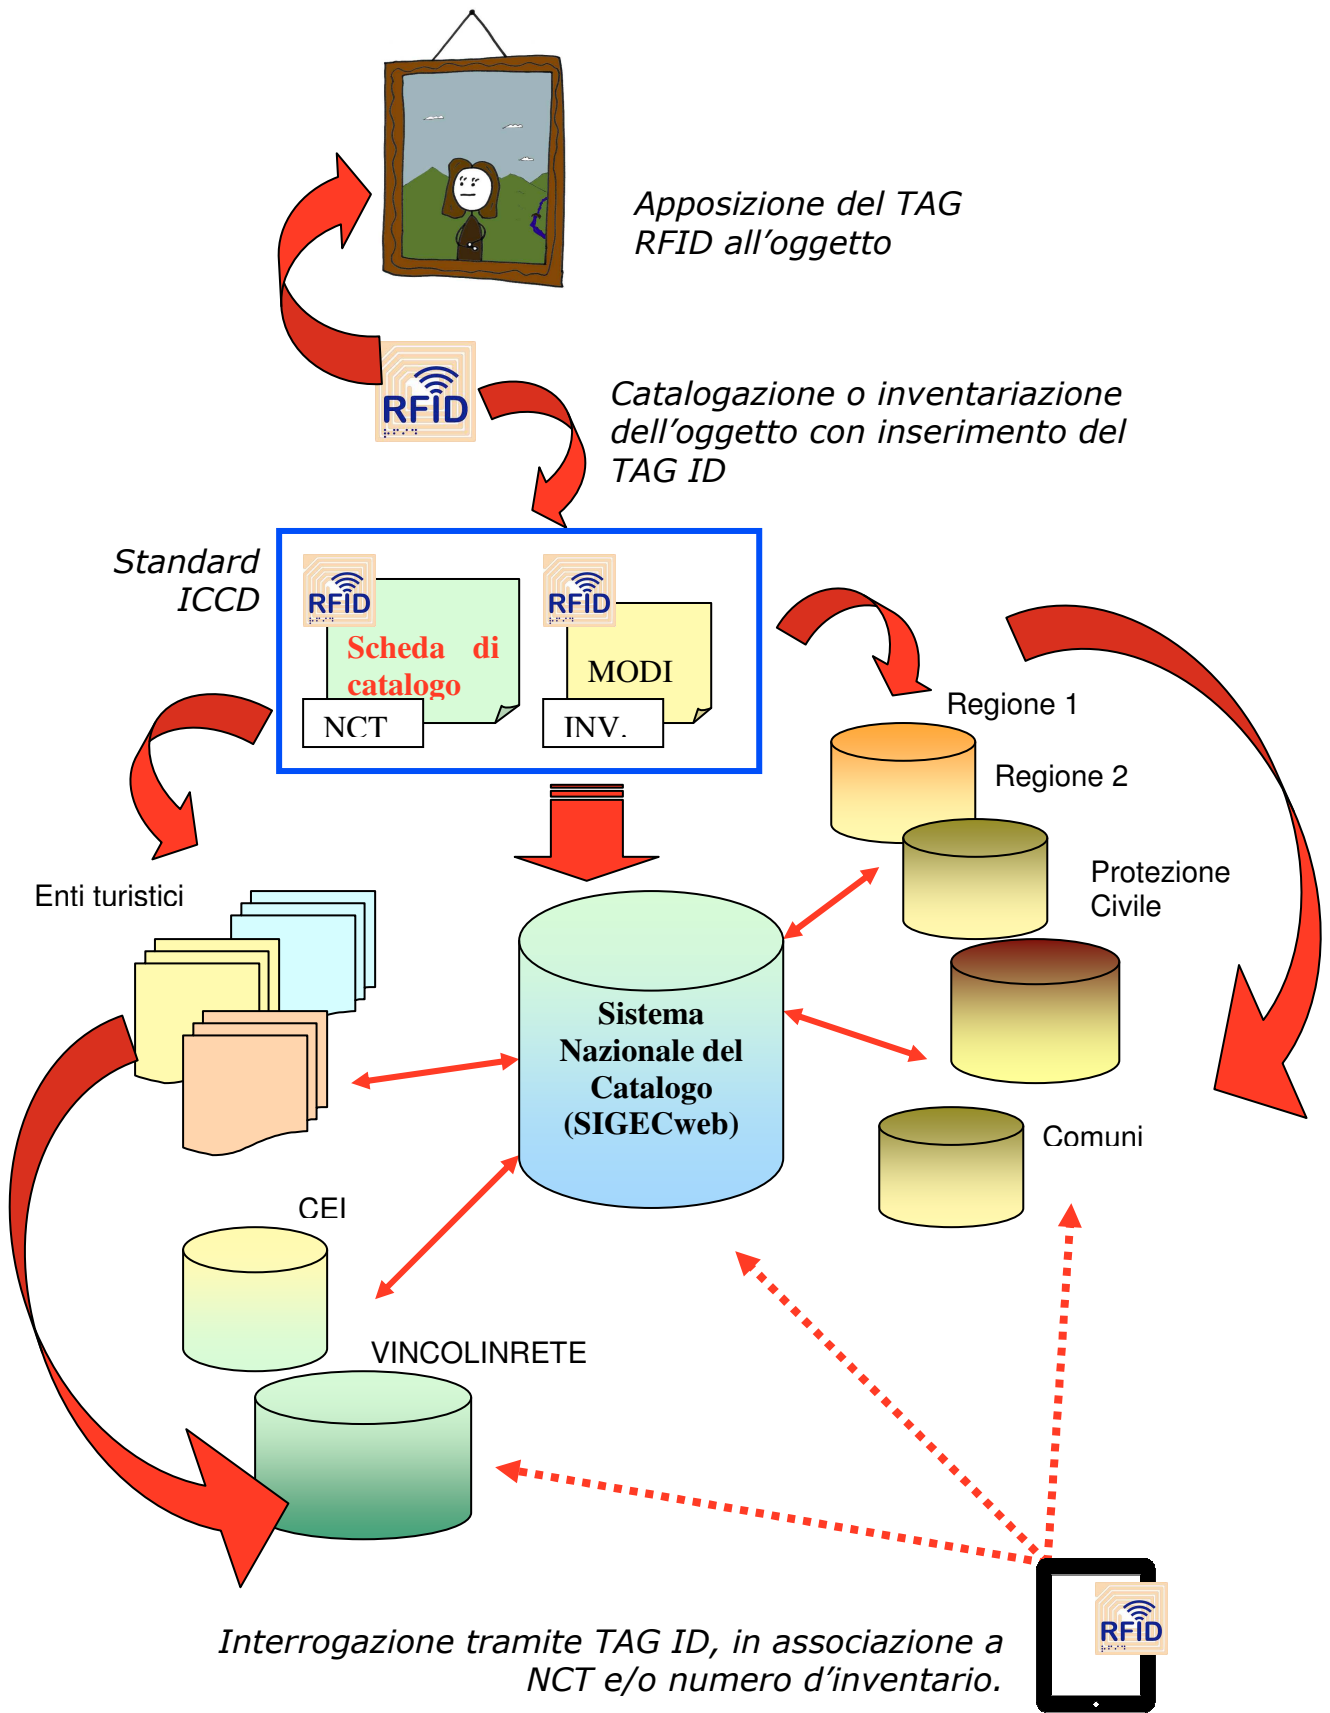 Apposizione del TAG
RFID all’oggetto
RFID
Catalogazione o inventariazione
dell’oggetto con inserimento del
TAG ID
Standard
ICCD
RFID
RFID
Scheda di
catalogo
MODI
NCT
INV.
Regione 1
Regione 2
Protezione
Civile
Enti turistici
Sistema
Nazionale del
Catalogo
(SIGECweb)
Comuni
CEI
VINCOLINRETE
RFID
Interrogazione tramite TAG ID, in associazione a
NCT e/o numero d’inventario.